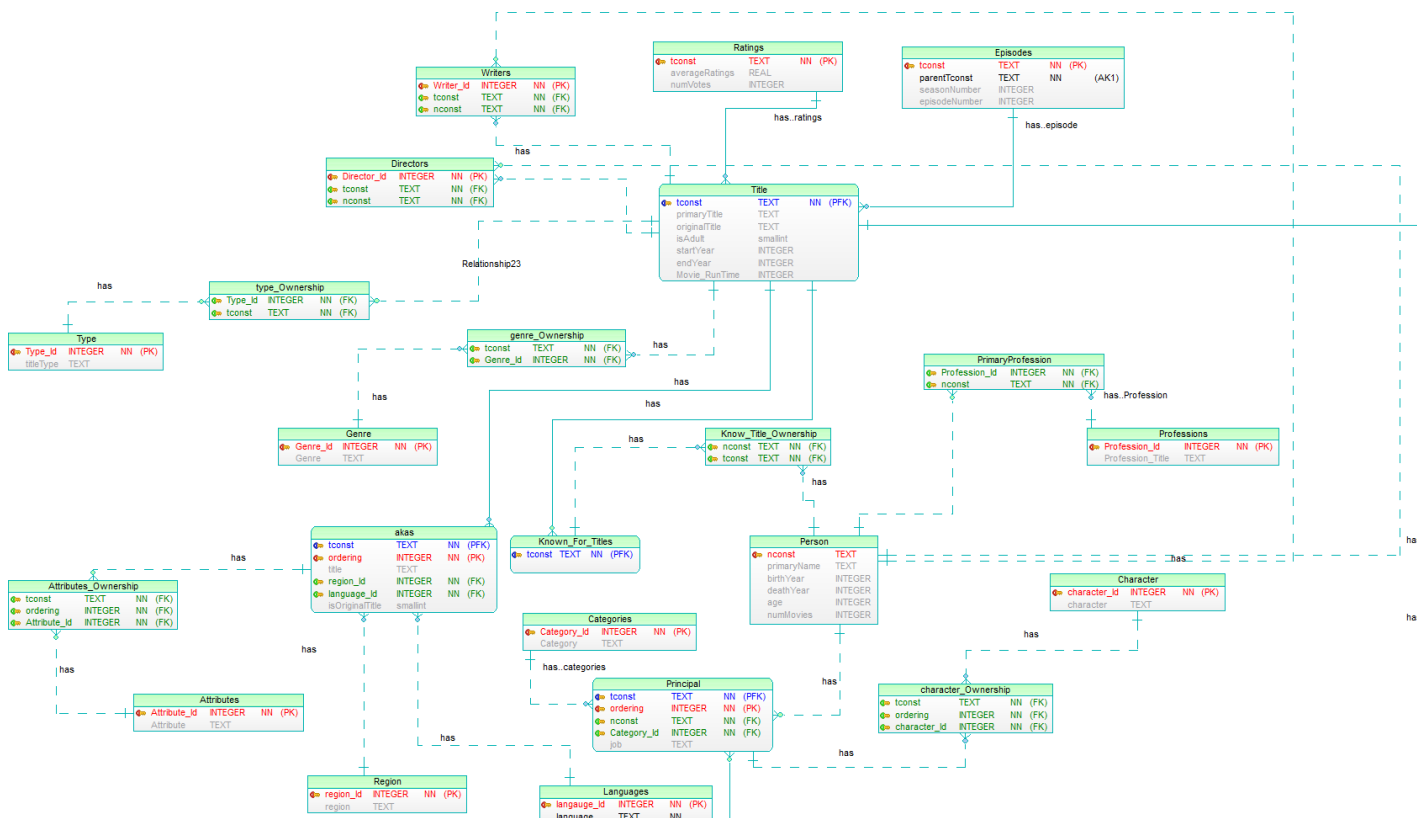 Ratings
tconst TEXT NN (PK)
averageRatings REAL
numVotes INTEGER
Episodes
tconst TEXT NN (PK)
parentTconst TEXT NN (AK1)
seasonNumber INTEGER
episodeNumber INTEGER
Writers
Writer_Id INTEGER NN (PK)
tconst TEXT NN (FK)
nconst TEXT NN (FK)
has..ratings
has..episode
has
Directors
Director_Id INTEGER NN (PK)
tconst TEXT NN (FK)
nconst TEXT NN (FK)
Title
tconst TEXT NN (PFK)
primaryTitle TEXT
originalTitle TEXT
isAdult smallint
startYear INTEGER
endYear INTEGER
Movie_RunTime INTEGER
Relationship23
has
type_Ownership
Type_Id INTEGER NN (FK)
tconst TEXT NN (FK)
Type
Type_Id INTEGER NN (PK)
titleType TEXT
genre_Ownership
tconst TEXT NN (FK)
Genre_Id INTEGER NN (FK)
has
PrimaryProfession
Profession_Id INTEGER NN (FK)
nconst TEXT NN (FK)
has
has
has
has..Profession
Genre
Genre_Id INTEGER NN (PK)
Genre TEXT
has
Know_Title_Ownership
nconst TEXT NN (FK)
tconst TEXT NN (FK)
Professions
Profession_Id INTEGER NN (PK)
Profession_Title TEXT
has
akas
tconst TEXT NN (PFK)
ordering INTEGER NN (PK)
title TEXT
region_Id INTEGER NN (FK)
language_Id INTEGER NN (FK)
isOriginalTitle smallint
Known_For_Titles
tconst TEXT NN (PFK)
Person
nconst TEXT
primaryName TEXT
birthYear INTEGER
deathYear INTEGER
age INTEGER
numMovies INTEGER
ha
has
has
Attributes_Ownership
tconst TEXT NN (FK)
ordering INTEGER NN (FK)
Attribute_Id INTEGER NN (FK)
Character
character_Id INTEGER NN (PK)
character TEXT
Categories
Category_Id INTEGER NN (PK)
Category TEXT
ha
has
has
has
has..categories
has
Principal
tconst TEXT NN (PFK)
ordering INTEGER NN (PK)
nconst TEXT NN (FK)
Category_Id INTEGER NN (FK)
job TEXT
character_Ownership
tconst TEXT NN (FK)
ordering INTEGER NN (FK)
character_Id INTEGER NN (FK)
Attributes
Attribute_Id INTEGER NN (PK)
Attribute TEXT
has
has
Region
region_Id INTEGER NN (PK)
region TEXT
Languages
langauge_Id INTEGER NN (PK)
language TEXT NN